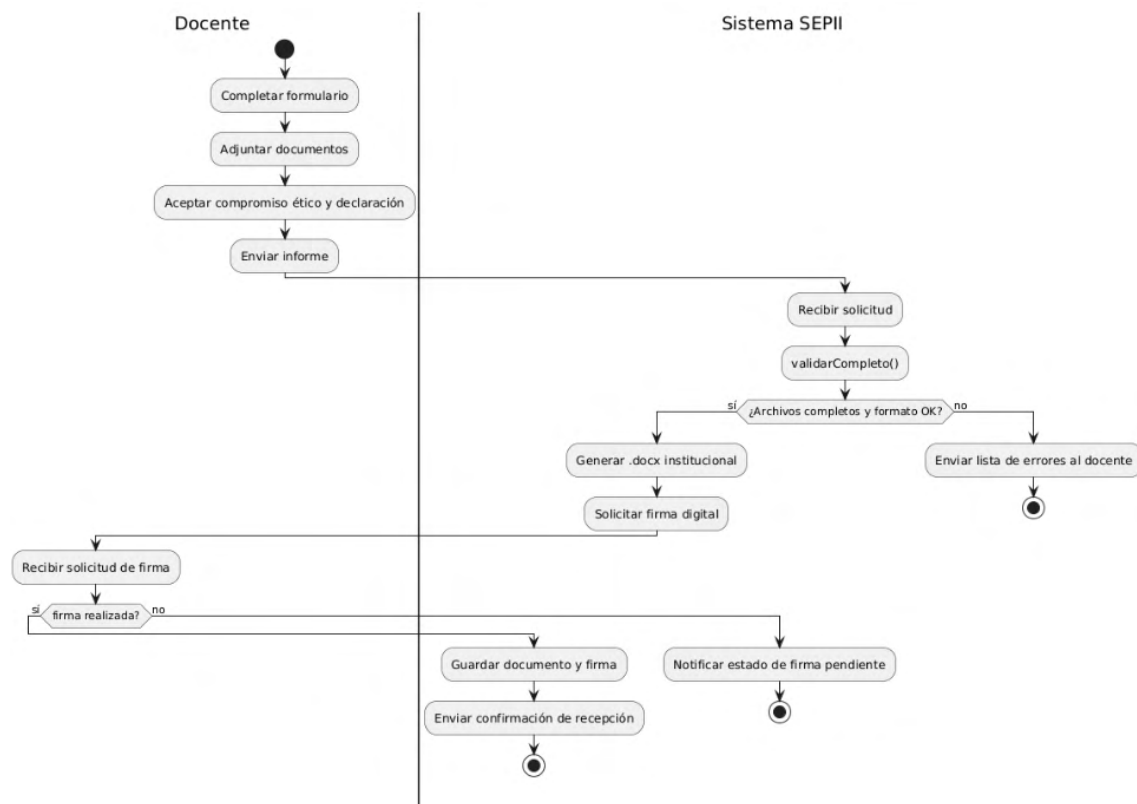 Docente
Sistema SEPII
Completar formulario
Adjuntar documentos
Aceptar compromiso ético y declaración
Enviar informe
Recibir solicitud
validarCompleto()
sí
¿Archivos completos y formato OK?
no
Generar .docx institucional
Enviar lista de errores al docente
Solicitar firma digital
Recibir solicitud de firma
sí
firma realizada?
no
Guardar documento y firma
Notificar estado de firma pendiente
Enviar confirmación de recepción